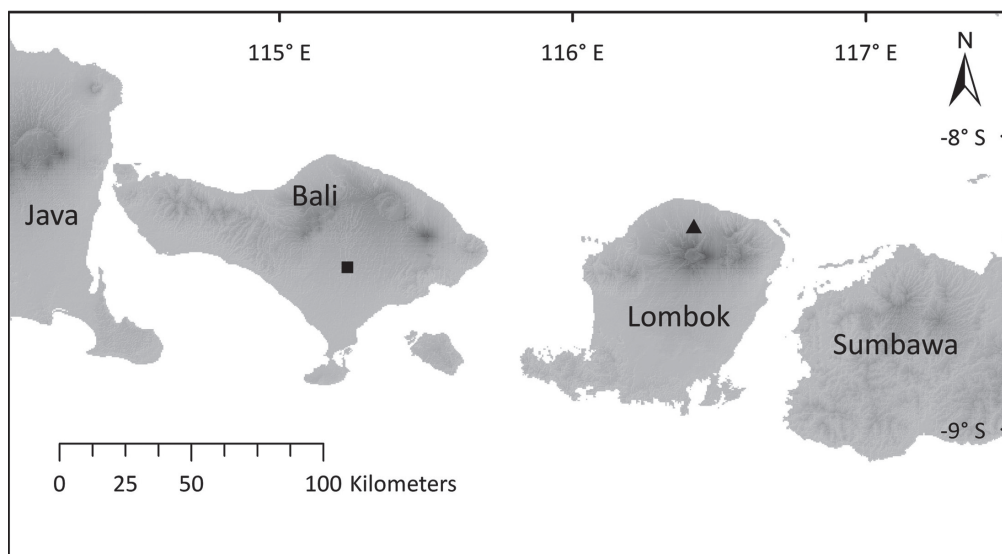 115° E 116° E 117° E
N
-8° S
Bali
Java
Lombok
Sumbawa
-9° S
0 25 50 100 Kilometers